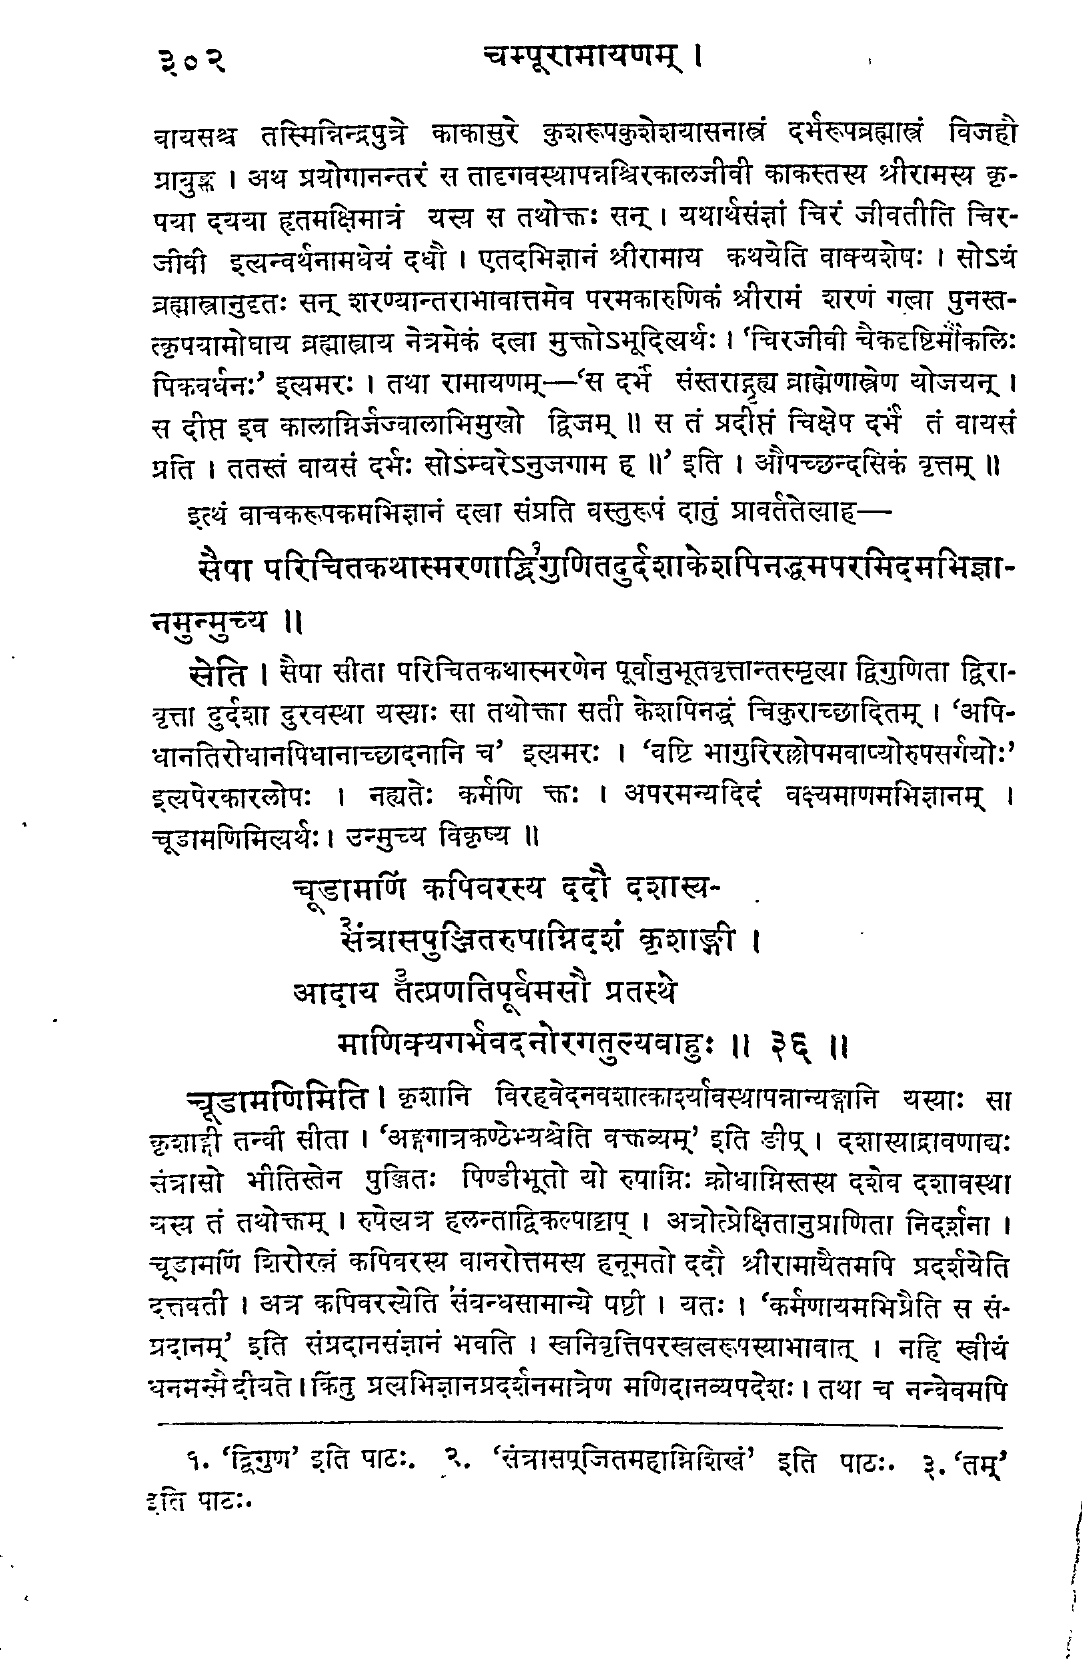 ३०२ चम्पूरामायणम् ।
वायसश्च तस्मिन्निन्द्रपुत्रे काकासुरे कुशरूपकुशेशयासनास्त्रं दर्भरूपब्रह्मास्त्रं विजहौ
प्रायुङ्क्त । अथ प्रयोगानन्तरं स तादृगवस्थापन्नश्चिरकालजीवी काकस्तस्य श्रीरामस्य कृ-
पया दयया हृतमक्षिमात्रं यस्य स तथोक्तः सन् । यथार्थसंज्ञां चिरं जीवतीति चिर-
जीवी इत्यन्वर्थनामधेयं दधौ । एतदभिज्ञानं श्रीरामाय कथयेति वाक्यशेषः । सोऽयं
ब्रह्मास्त्रानुद्रुतः सन् शरण्यान्तराभावात्तमेव परमकारुणिकं श्रीरामं शरणं गत्वा पुनस्त-
त्कृपयामोघाय ब्रह्मास्त्राय नेत्रमेकं दत्वा मुक्तोऽभूदित्यर्थः । ‘चिरजीवी चैकदृष्टिर्मौकलिः
पिकवर्धनः’ इत्यमरः । तथा रामायणम्—‘स दर्भं संस्तराद्गृह्य ब्राह्मेणास्त्रेण योजयन् ।
स दीप्त इव कालाग्निर्जज्वालाभिमुखो द्विजम् ॥ स तं प्रदीप्तं चिक्षेप दर्भं तं वायसं
प्रति । ततस्तं वायसं दर्भः सोऽम्बरेऽनुजगाम ह ॥’ इति । औपच्छन्दसिकं वृत्तम् ॥
इत्थं वाचकरूपकमभिज्ञानं दत्वा संप्रति वस्तुरूपं दातुं प्रावर्ततेत्याह—
सैषा परिचितकथास्मरणाद्द्विगुणितदुर्दशाकेशपिनद्धमपरमिदमभिज्ञा-
नमुन्मुच्य ॥
सेति । सैषा सीता परिचितकथास्मरणेन पूर्वानुभूतवृत्तान्तस्मृत्या द्विगुणिता द्विरा-
वृत्ता दुर्दशा दुरवस्था यस्याः सा तथोक्ता सती केशपिनद्धं चिकुराच्छादितम् । ‘अपि-
धानतिरोधानपिधानाच्छादनानि च’ इत्यमरः । ‘वष्टि भागुरिरल्लोपमवाप्योरुपसर्गयोः’
इत्यपेरकारलोपः । नह्यतेः कर्मणि क्तः । अपरमन्यदिदं वक्ष्यमाणमभिज्ञानम् ।
चूडामणिमित्यर्थः । उन्मुच्य विकृष्य ॥
चूडामणिं कपिवरस्य ददौ दशास्य-
संत्रासपुञ्जितरुषाग्निदशं कृशाङ्गी ।
आदाय तत्प्रणतिपूर्वमसौ प्रतस्थे
माणिक्यगर्भवदनोरगतुल्यबाहुः ॥ ३६ ॥
चूडामणिमिति । कृशानि विरहवेदनवशात्कार्श्यावस्थापन्नान्यङ्गानि यस्याः सा
कृशाङ्गी तन्वी सीता । ‘अङ्गगात्रकण्ठेभ्यश्चेति वक्तव्यम्’ इति ङीप् । दशास्याद्रावणाद्यः
संत्रासो भीतिस्तेन पुञ्जितः पिण्डीभूतो यो रुषाग्निः क्रोधाग्निस्तस्य दशेव दशावस्था
यस्य तं तथोक्तम् । रुषेत्यत्र हलन्ताद्विकल्पाट्टाप् । अत्रोत्प्रेक्षितानुप्राणिता निदर्शना ।
चूडामणिं शिरोरत्नं कपिवरस्य वानरोत्तमस्य हनूमतो ददौ श्रीरामायैतमपि प्रदर्शयेति
दत्तवती । अत्र कपिवरस्येति संबन्धसामान्ये षष्ठी । यतः । ‘कर्मणायमभिप्रैति स सं-
प्रदानम्’ इति संप्रदानसंज्ञानं भवति । स्वनिवृत्तिपरस्वत्वरूपस्याभावात् । नहि स्वीयं
धनमन्मै दीयते । किंतु प्रत्यभिज्ञानप्रदर्शनमात्रेण मणिदानव्यपदेशः । तथा च नन्वेवमपि
१. ‘द्विगुण’ इति पाठः. २. ‘संत्रासपूजितमहाग्निशिखं’ इति पाठः. ३. ‘तम्’
इति पाठः.